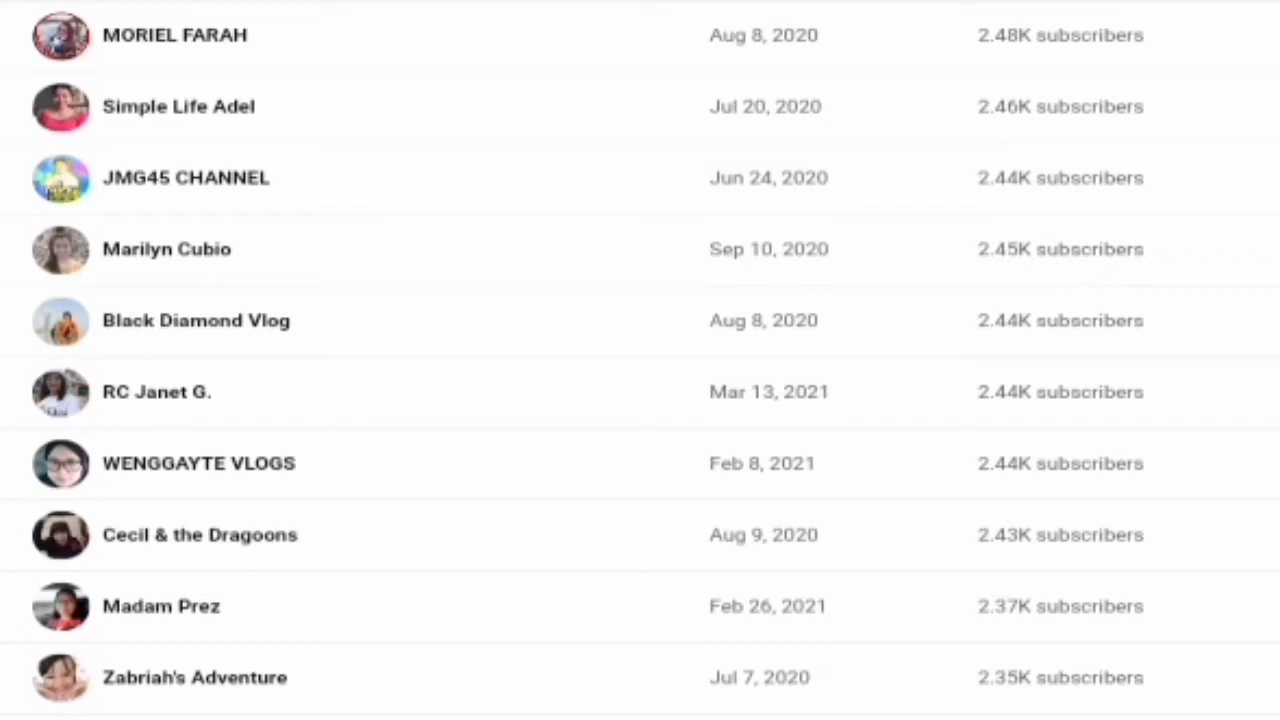 MORIEL FARAH Aug 8, 2020 2.48K subscribers
Simple Life Adel Jul 20, 2020 2.46K subscribers
JMG45 CHANNEL Jun 24, 2020 2.44K subscribers
Marilyn Cubio Sep 10, 2020 2.45K subscribers
Black Diamond Vlog Aug 8, 2020 2.44K subscribers
RC Janet G. Mar 13, 2021 2.44K subscribers
WENGGAYTE VLOGS Feb 8, 2021 2.44K subscribers
Cecil & the Dragoons Aug 9, 2020 2.43K subscribers
Madam Prez Feb 26, 2021 2.37K subscribers
Zabriah's Adventure Jul 7, 2020 2.35K subscribers